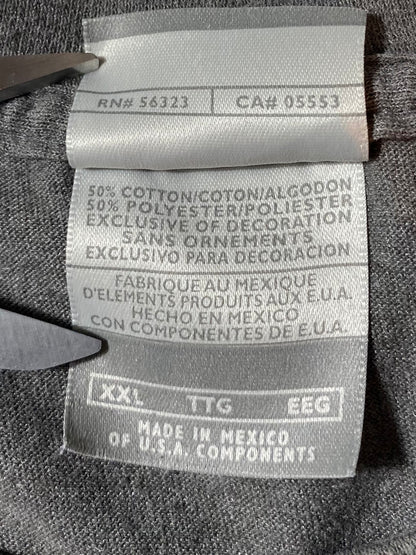 RN# 56323 | CA# 05553
50% COTTON/COTON/ALGODON
50% POLYESTER/POLIESTER
EXCLUSIVE OF DECORATION
SANS ORNEMENTS
EXCLUSIVO PARA DECORACION
FABRIQUE AU MEXIQUE
D'ELEMENTS PRODUITS AUX E.U.A.
HECHO EN MEXICO
CON COMPONENTES DE E.U.A.
XXL TTG EEG
MADE IN MEXICO
OF U.S.A. COMPONENTS